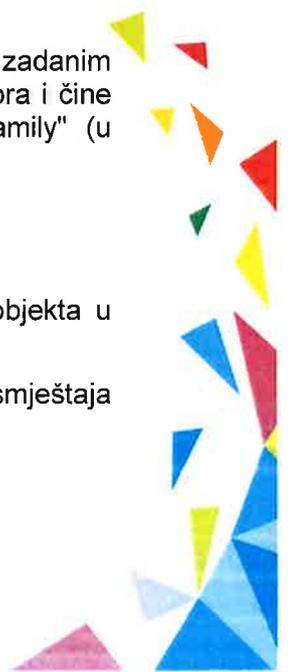 zadanim
ora i čine
amily" (u
objekta u
smještaja